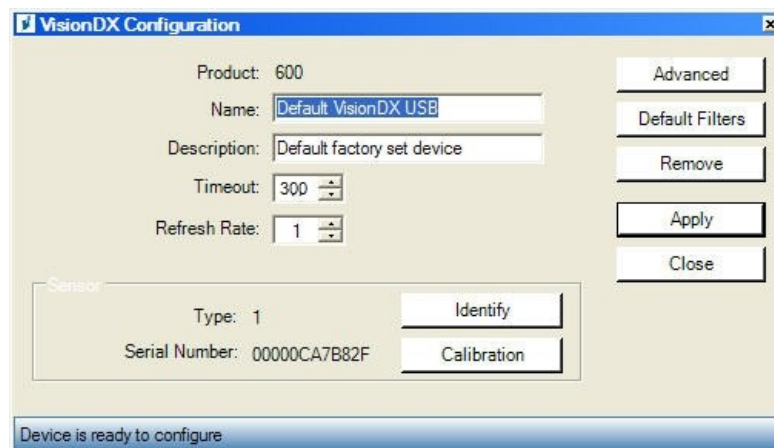 VisionDX Configuration
Product: 600
Name: Default VisionDX USB
Description: Default factory set device
Timeout: 300
Refresh Rate: 1
Advanced
Default Filters
Remove
Apply
Close
Sensor
Type: 1
Serial Number: 00000CA7B82F
Identify
Calibration
Device is ready to configure